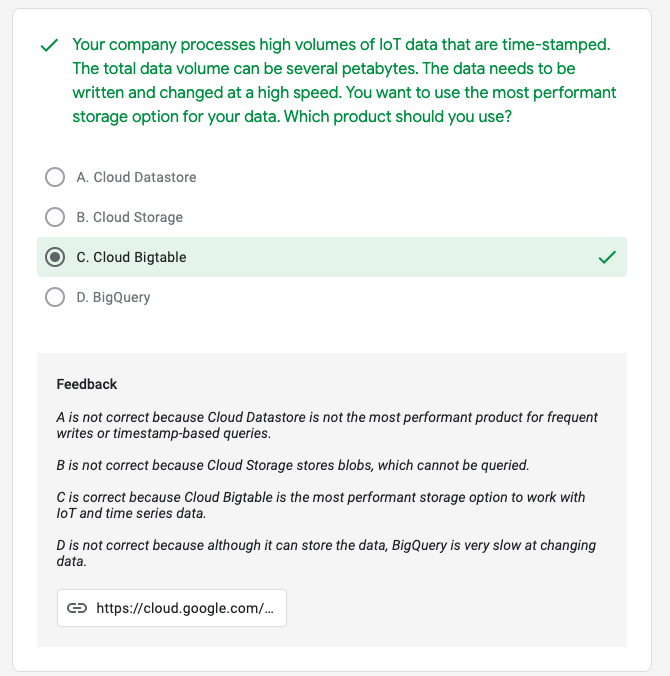 Your company processes high volumes of IoT data that are time-stamped.
The total data volume can be several petabytes. The data needs to be
written and changed at a high speed. You want to use the most performant
storage option for your data. Which product should you use?
A. Cloud Datastore
B. Cloud Storage
C. Cloud Bigtable
D. BigQuery
Feedback
A is not correct because Cloud Datastore is not the most performant product for frequent
writes or timestamp-based queries.
B is not correct because Cloud Storage stores blobs, which cannot be queried.
C is correct because Cloud Bigtable is the most performant storage option to work with
IoT and time series data.
D is not correct because although it can store the data, BigQuery is very slow at changing
data.
https://cloud.google.com/...